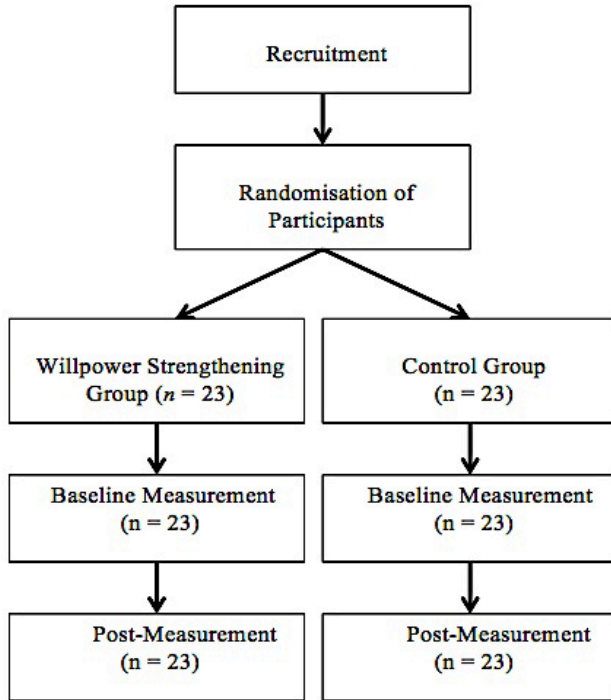 Recruitment
Randomisation of
Participants
Willpower Strengthening
Group (n = 23)
Control Group
(n = 23)
Baseline Measurement
(n = 23)
Baseline Measurement
(n = 23)
Post-Measurement
(n = 23)
Post-Measurement
(n = 23)